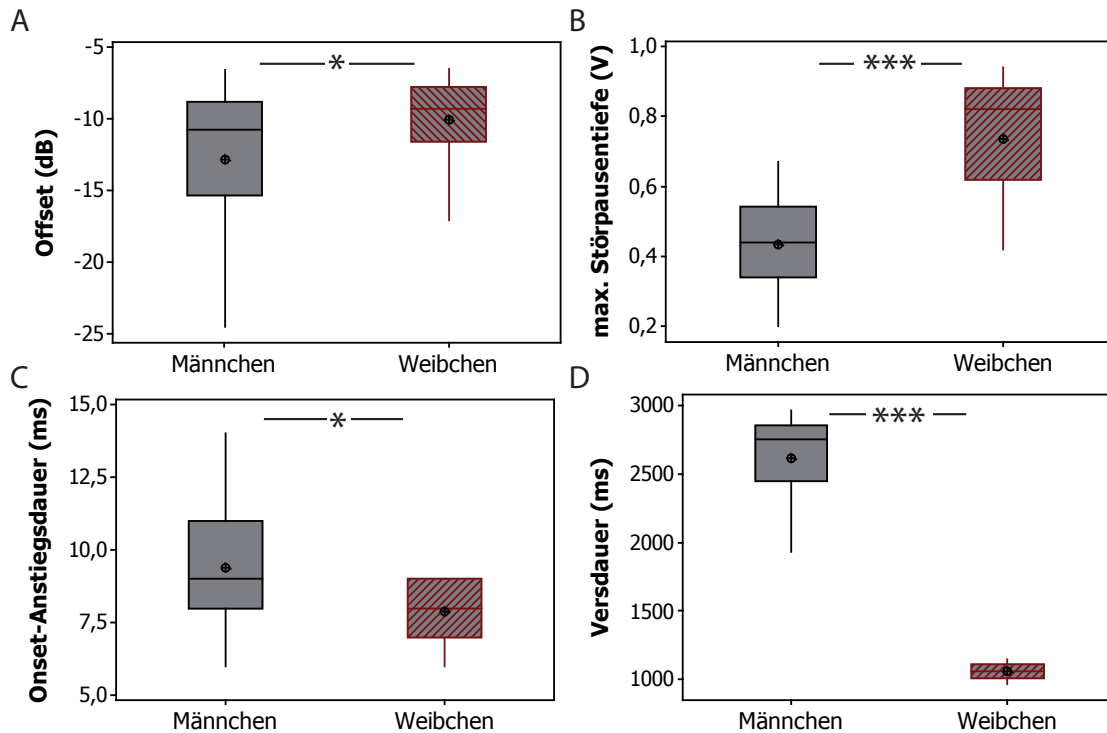 A
Offset (dB)
-5
-10
-15
-20
-25
*
Männchen
Weibchen
B
max. Störpausentiefe (V)
1,0
0,8
0,6
0,4
0,2
***
Männchen
Weibchen
C
Onset-Anstiegsdauer (ms)
15,0
12,5
10,0
7,5
5,0
*
Männchen
Weibchen
D
Versdauer (ms)
3000
2500
2000
1500
1000
***
Männchen
Weibchen